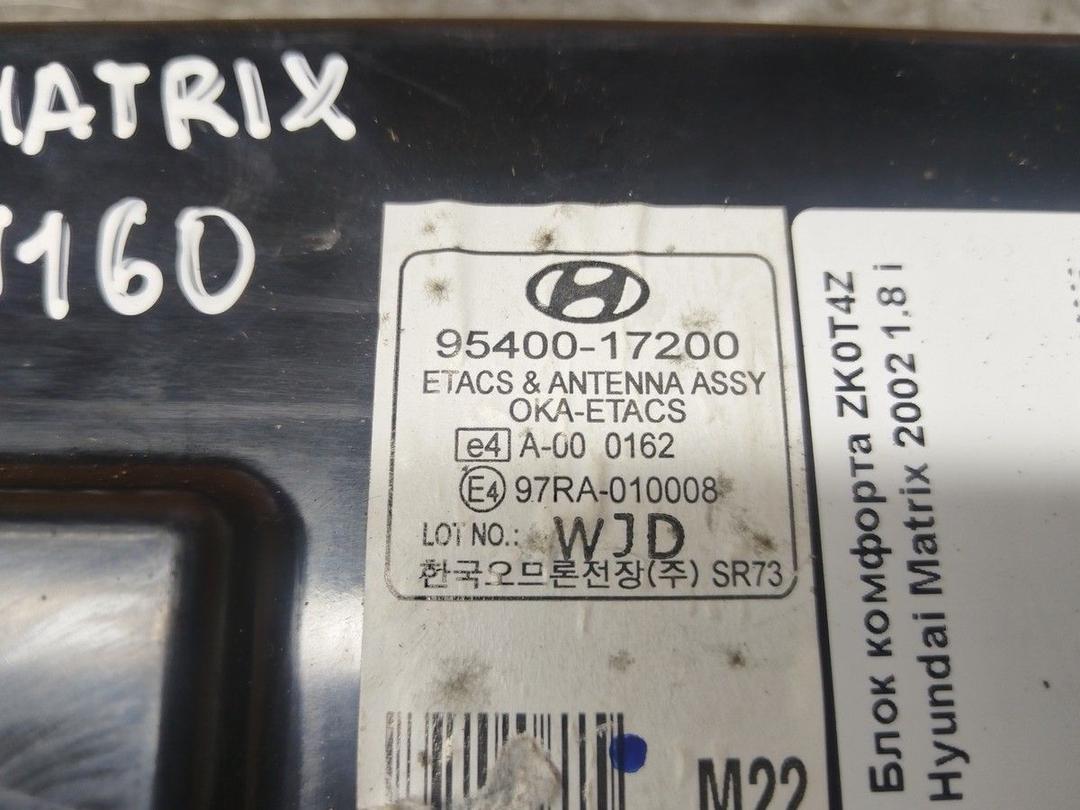 MATRIX
160
95400-17200
ETACS & ANTENNA ASSY
OKA-ETACS
e4 A-00 0162
E4 97RA-010008
LOT NO.: WJD
한국오므론전장(주) SR73
M22
Блок комфорта ZK0T4Z
Hyundai Matrix 2002 1.8 i